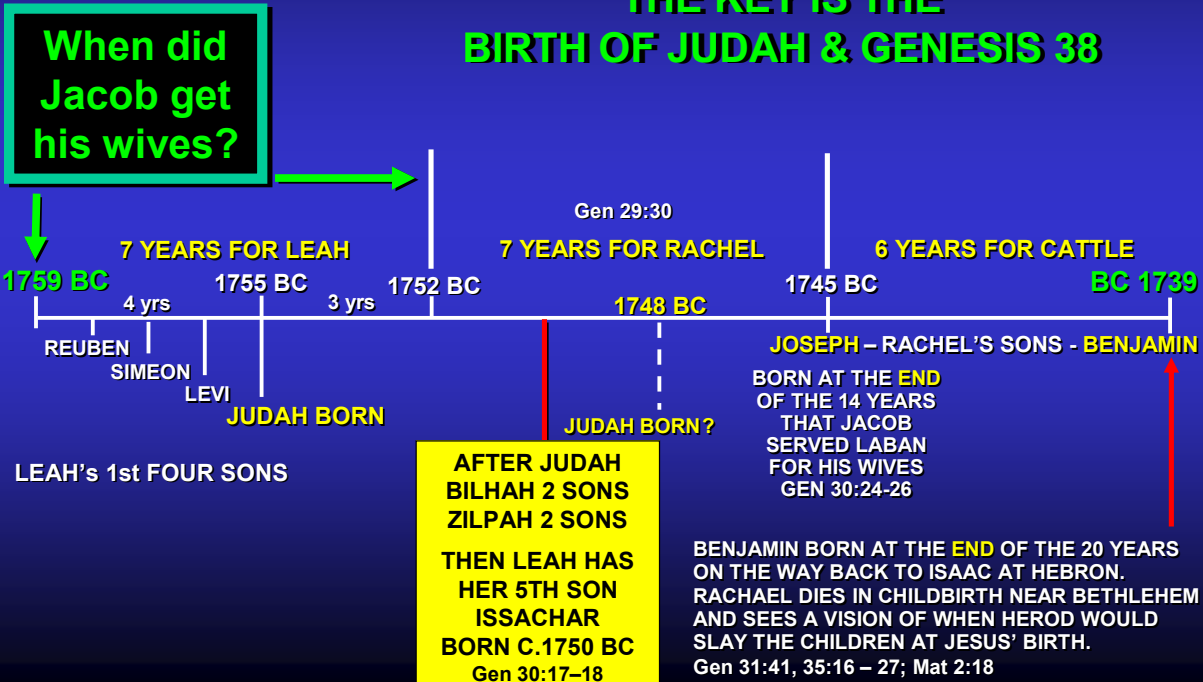 THE KEY IS THE
BIRTH OF JUDAH & GENESIS 38
When did
Jacob get
his wives?
Gen 29:30
7 YEARS FOR LEAH
7 YEARS FOR RACHEL
6 YEARS FOR CATTLE
1759 BC
1755 BC
1752 BC
1745 BC
BC 1739
4 yrs
3 yrs
1748 BC
REUBEN
SIMEON
LEVI
JUDAH BORN
JUDAH BORN?
JOSEPH – RACHEL'S SONS - BENJAMIN
BORN AT THE END
OF THE 14 YEARS
THAT JACOB
SERVED LABAN
FOR HIS WIVES
GEN 30:24-26
LEAH's 1st FOUR SONS
AFTER JUDAH
BILHAH 2 SONS
ZILPAH 2 SONS
THEN LEAH HAS
HER 5TH SON
ISSACHAR
BORN C.1750 BC
Gen 30:17–18
BENJAMIN BORN AT THE END OF THE 20 YEARS
ON THE WAY BACK TO ISAAC AT HEBRON.
RACHAEL DIES IN CHILDBIRTH NEAR BETHLEHEM
AND SEES A VISION OF WHEN HEROD WOULD
SLAY THE CHILDREN AT JESUS' BIRTH.
Gen 31:41, 35:16 – 27; Mat 2:18